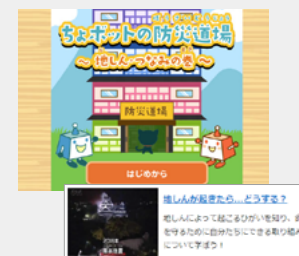 ちょボットの防災道場
～地しん・つなみの巻～
防災道場
はじめから
地しんが起きたら…どうする？
地しんによって起こるひがいを知り、
を守るために自分たちにできる取り組み
について学ぼう！